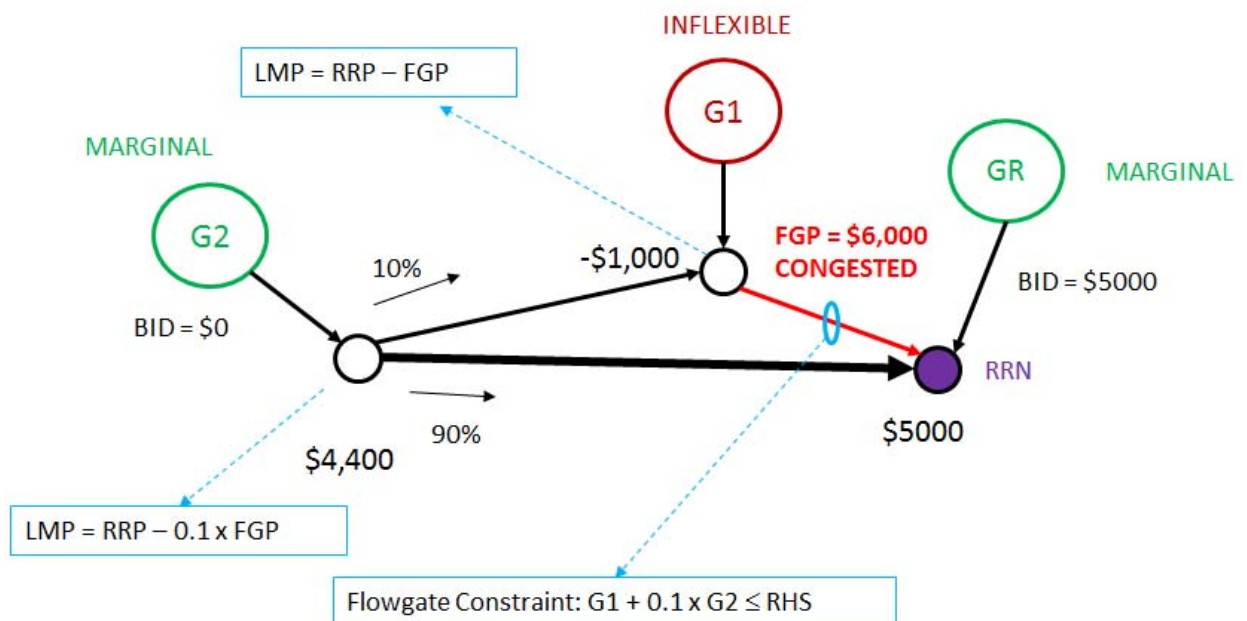 INFLEXIBLE
LMP = RRP – FGP
G1
MARGINAL
GR
MARGINAL
G2
FGP = $6,000
CONGESTED
-$1,000
10%
BID = $5000
BID = $0
RRN
90%
$5000
$4,400
LMP = RRP – 0.1 x FGP
Flowgate Constraint: G1 + 0.1 x G2 ≤ RHS